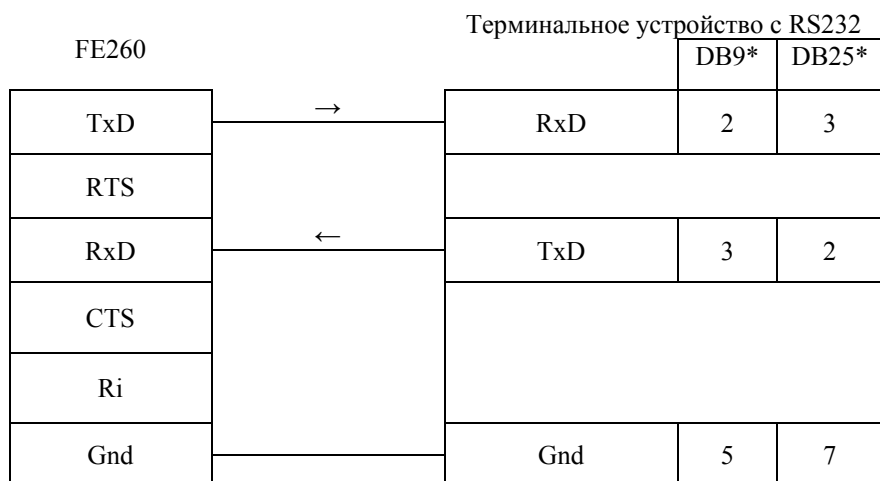 Терминальное устройство с RS232
FE260
DB9* DB25*
TxD → RxD 2 3
RTS
RxD ← TxD 3 2
CTS
Ri
Gnd Gnd 5 7